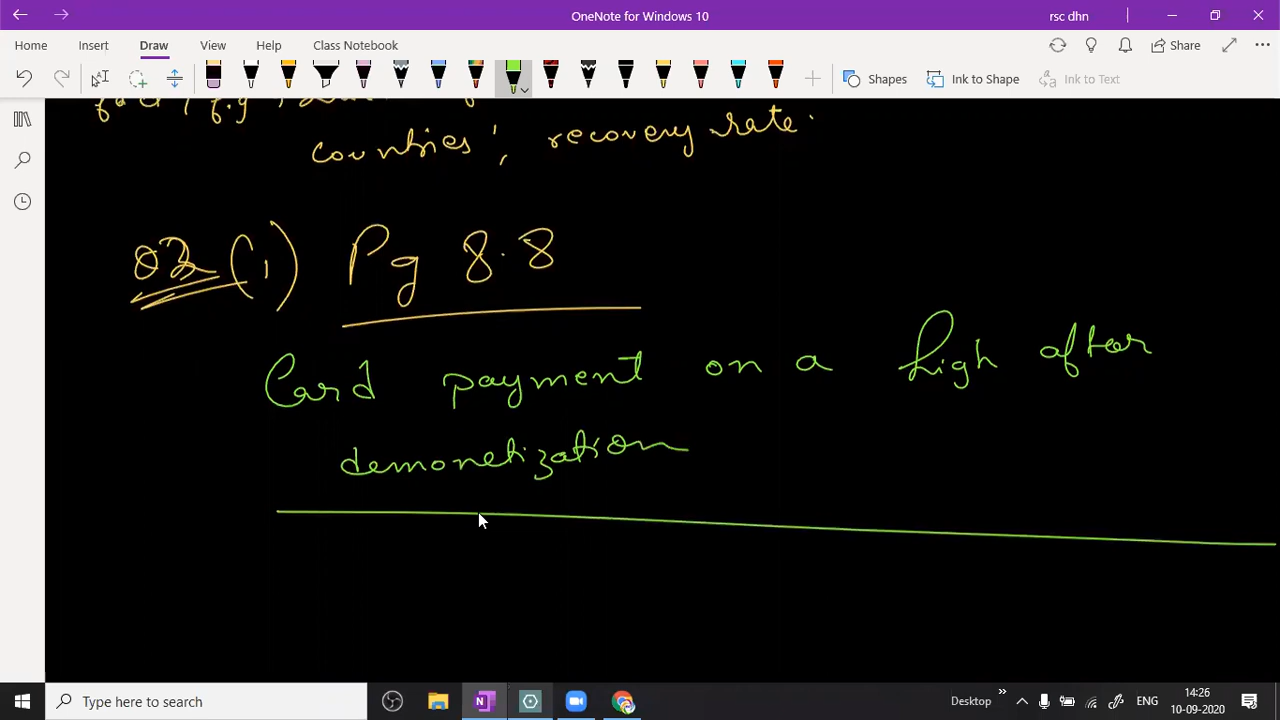 OneNote for Windows 10
rsc dhn
Home Insert Draw View Help Class Notebook
Share
Shapes Ink to Shape Ink to Text
countries', recovery rate.
(1) Pg 8.8
Card payment on a high after
demonetization
Type here to search
Desktop
ENG
14:26
10-09-2020